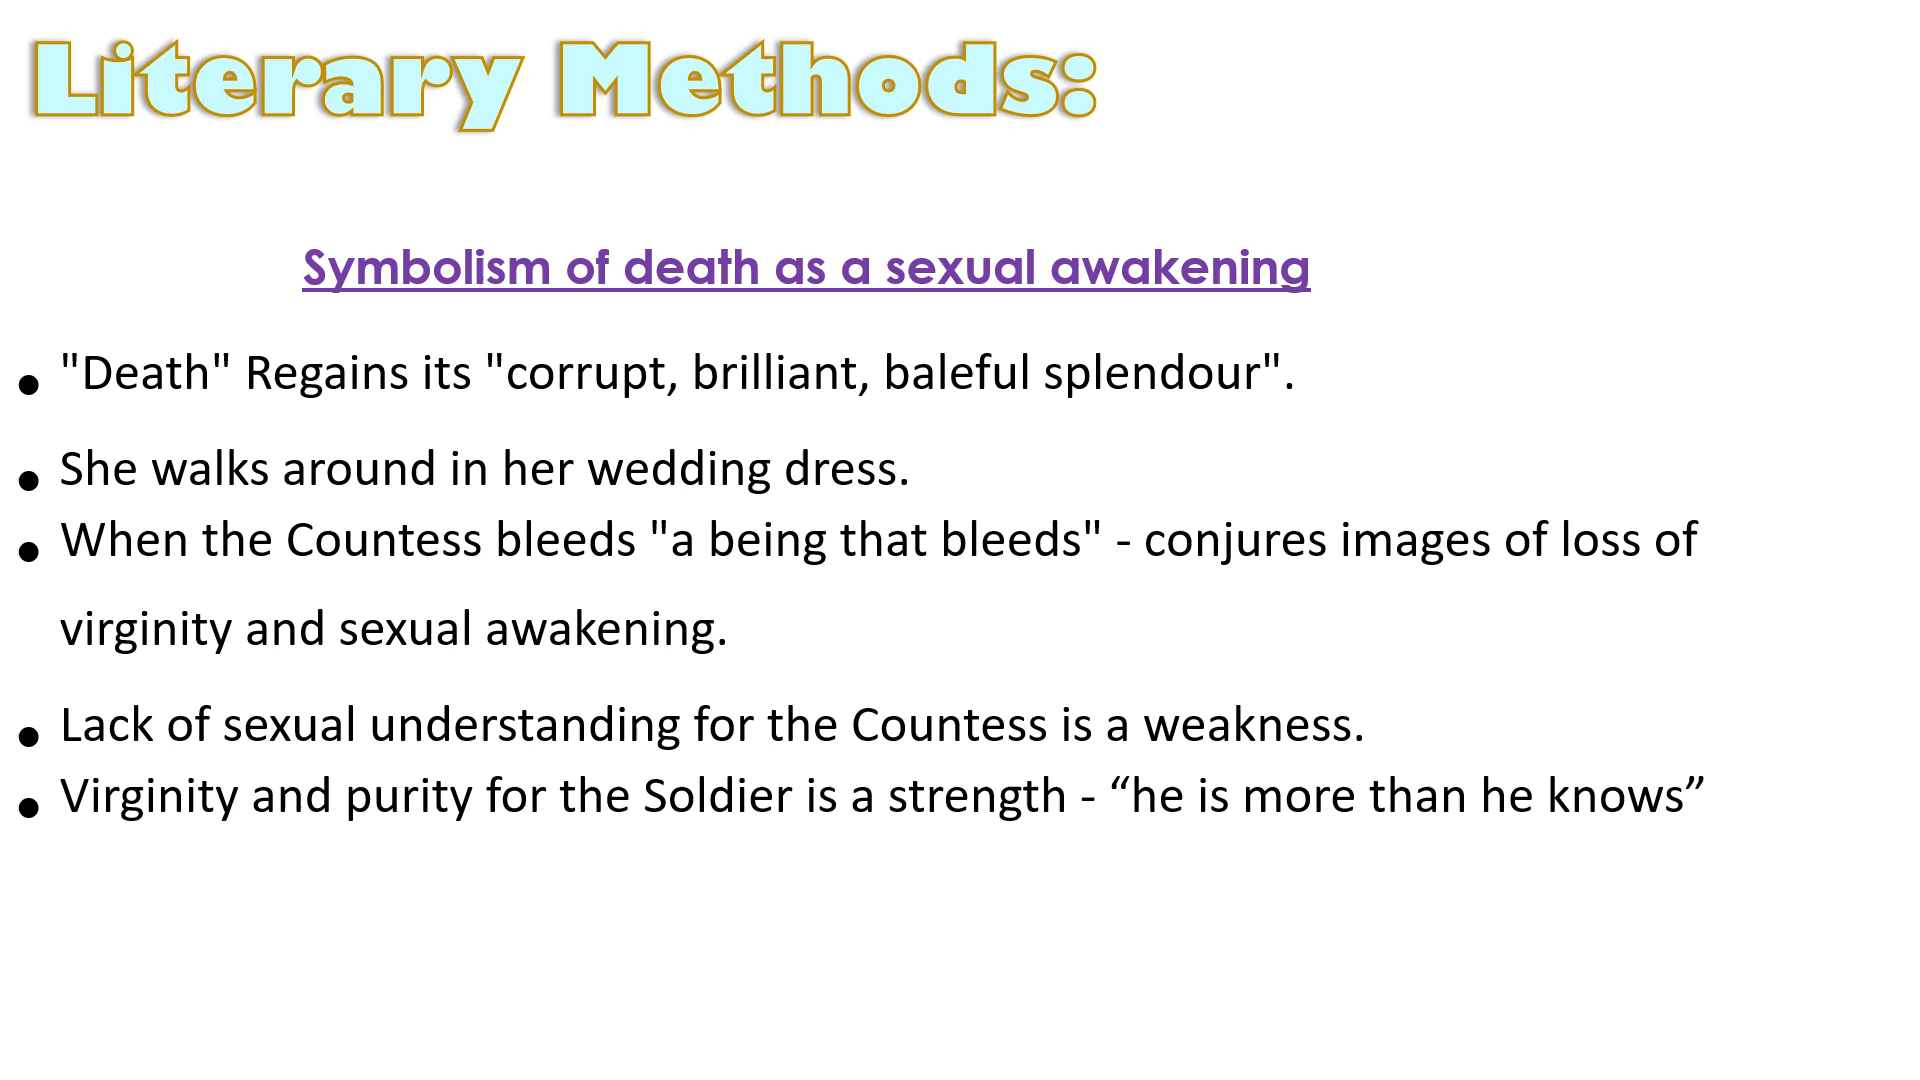 Literary Methods:
Symbolism of death as a sexual awakening
• "Death" Regains its "corrupt, brilliant, baleful splendour".
• She walks around in her wedding dress.
• When the Countess bleeds "a being that bleeds" - conjures images of loss of
virginity and sexual awakening.
• Lack of sexual understanding for the Countess is a weakness.
• Virginity and purity for the Soldier is a strength - “he is more than he knows”